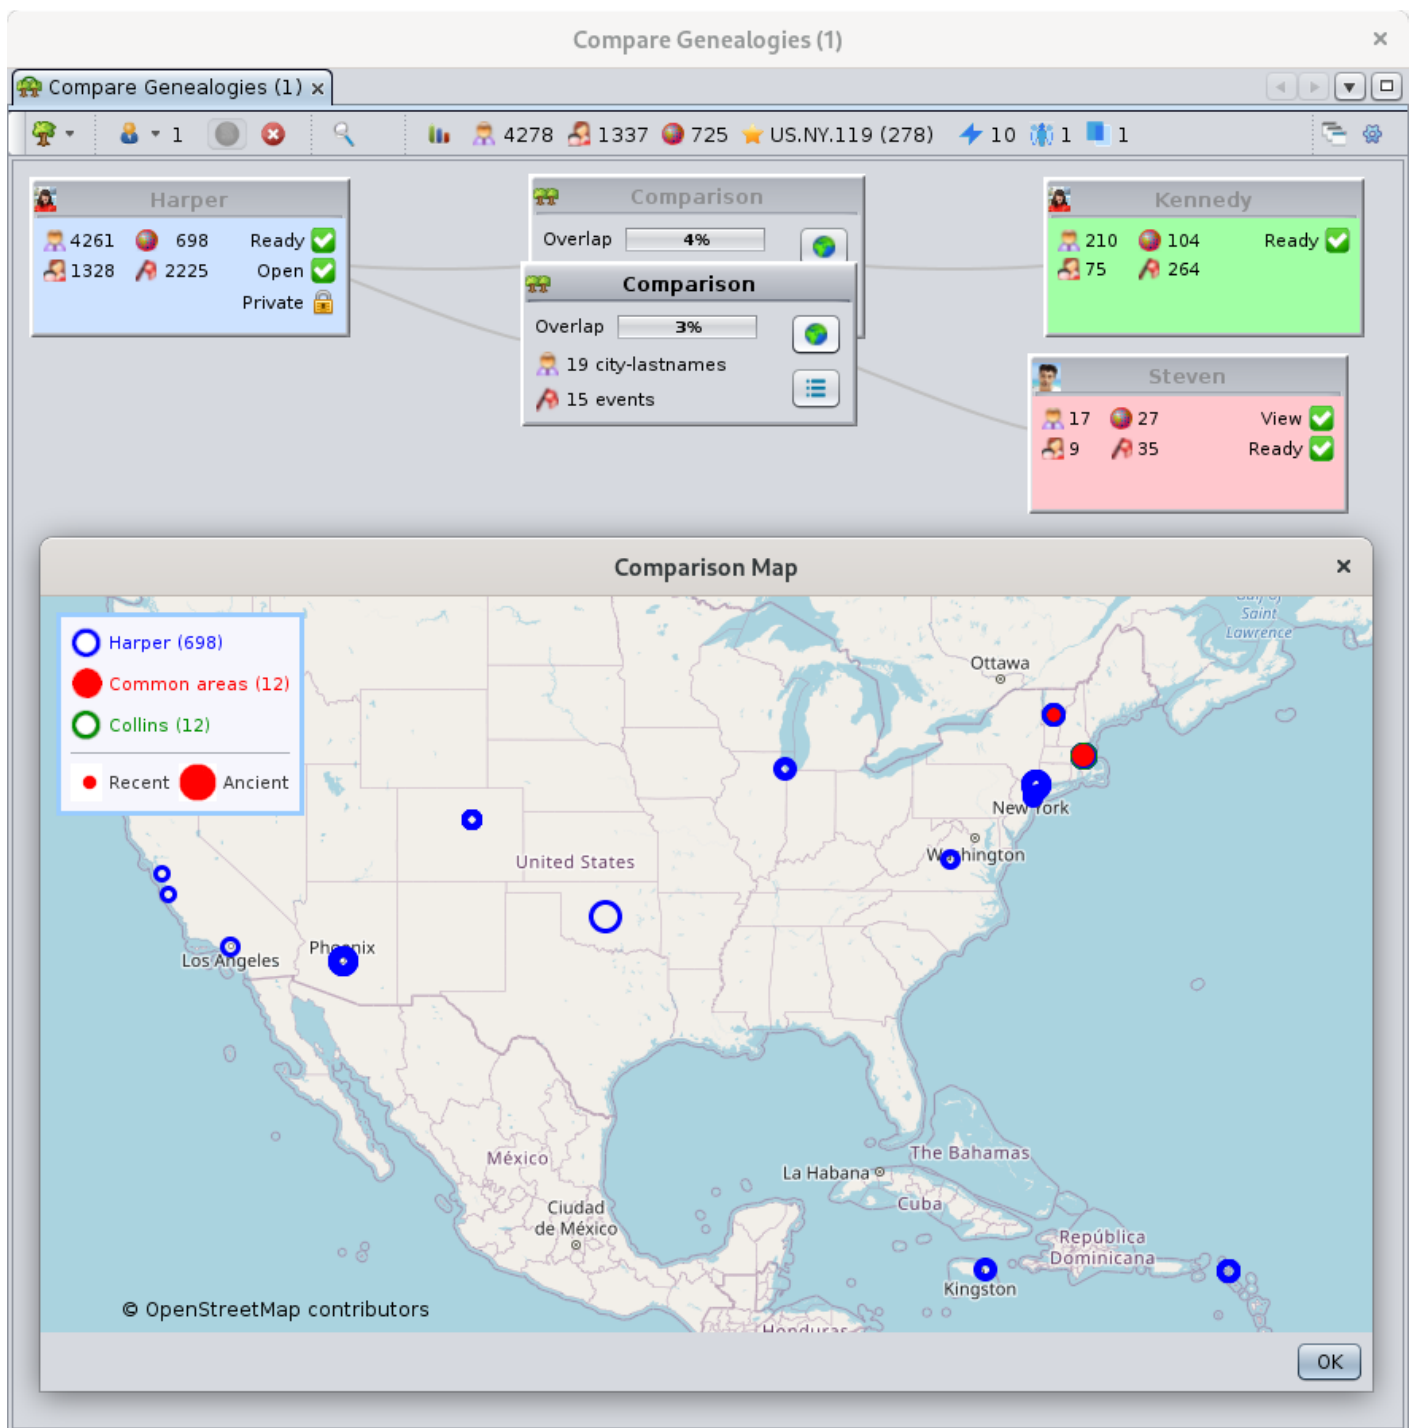 Compare Genealogies (1)
Compare Genealogies (1)
1
4278 1337 725 US.NY.119 (278) 10 1 1
Harper
4261 698 Ready
1328 2225 Open
Private
Comparison
Overlap 4%
Comparison
Overlap 3%
19 city-lastnames
15 events
Kennedy
210 104 Ready
75 264
Steven
17 27 View
9 35 Ready
Comparison Map
Harper (698)
Common areas (12)
Collins (12)
Recent Ancient
Gulf of
Saint
Lawrence
Ottawa
New York
Washington
United States
Los Angeles
Phoenix
México
Ciudad
de México
La Habana
The Bahamas
Cuba
República
Dominicana
Kingston
Honduras
© OpenStreetMap contributors
OK